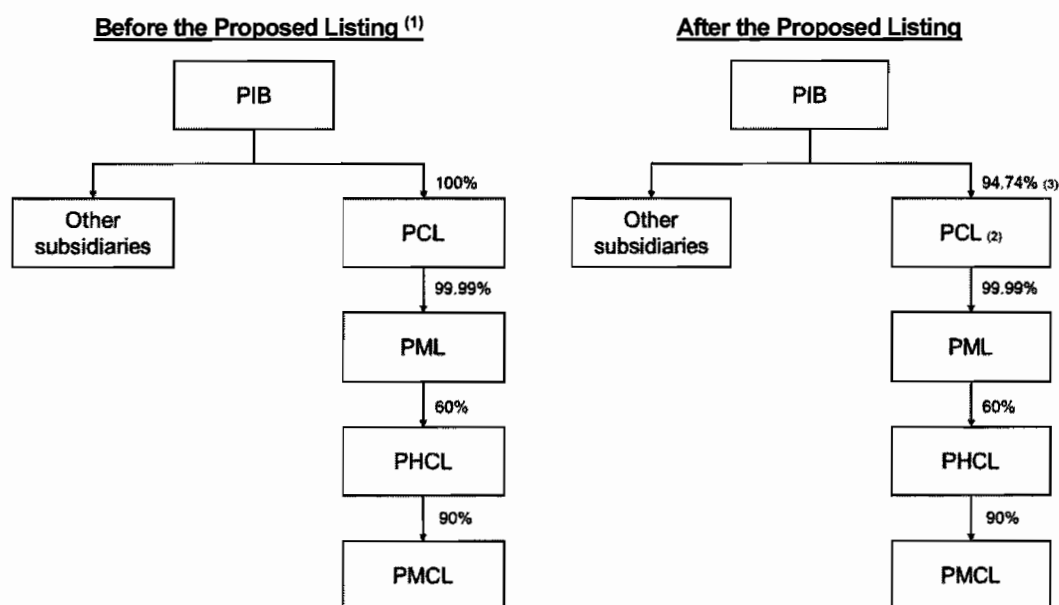 Before the Proposed Listing (1)
PIB
Other
subsidiaries
100%
PCL
99.99%
PML
60%
PHCL
90%
PMCL
After the Proposed Listing
PIB
Other
subsidiaries
94.74% (3)
PCL (2)
99.99%
PML
60%
PHCL
90%
PMCL